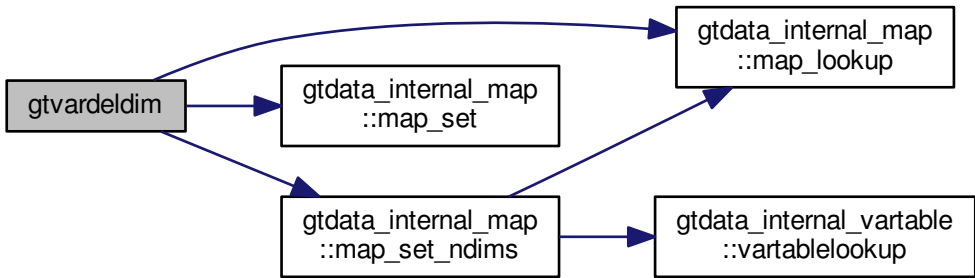 gtvardeldim
gtdata_internal_map
::map_lookup
gtdata_internal_map
::map_set
gtdata_internal_map
::map_set_ndims
gtdata_internal_vartable
::vartablelookup